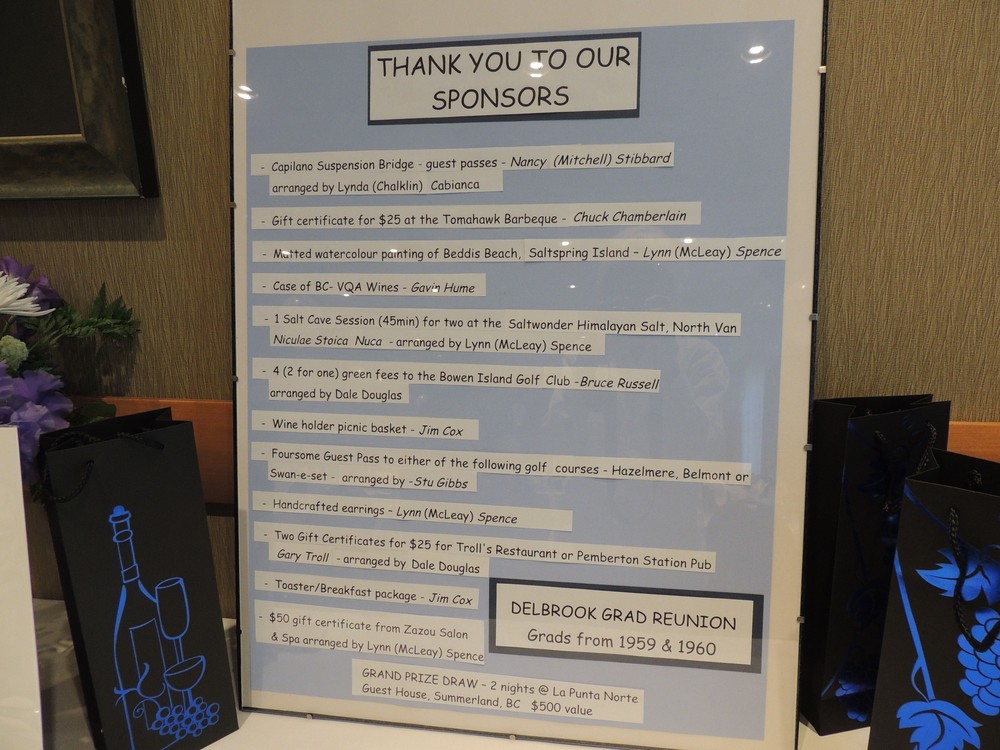 THANK YOU TO OUR
SPONSORS
- Capilano Suspension Bridge - guest passes - Nancy (Mitchell) Stibbard
arranged by Lynda (Chalklin) Cabianca
- Gift certificate for $25 at the Tomahawk Barbeque - Chuck Chamberlain
- Matted watercolour painting of Beddis Beach, Saltspring Island - Lynn (McLeay) Spence
- Case of BC- VQA Wines - Gavin Hume
- 1 Salt Cave Session (45min) for two at the Saltwonder Himalayan Salt, North Van
Niculae Stoica Nuca - arranged by Lynn (McLeay) Spence
- 4 (2 for one) green fees to the Bowen Island Golf Club -Bruce Russell
arranged by Dale Douglas
- Wine holder picnic basket - Jim Cox
- Foursome Guest Pass to either of the following golf courses - Hazelmere, Belmont or
Swan-e-set - arranged by -Stu Gibbs
- Handcrafted earrings - Lynn (McLeay) Spence
- Two Gift Certificates for $25 for Troll's Restaurant or Pemberton Station Pub
Gary Troll - arranged by Dale Douglas
- Toaster/Breakfast package - Jim Cox
- $50 gift certificate from Zazou Salon
& Spa arranged by Lynn (McLeay) Spence
DELBROOK GRAD REUNION
Grads from 1959 & 1960
GRAND PRIZE DRAW - 2 nights @ La Punta Norte
Guest House, Summerland, BC $500 value